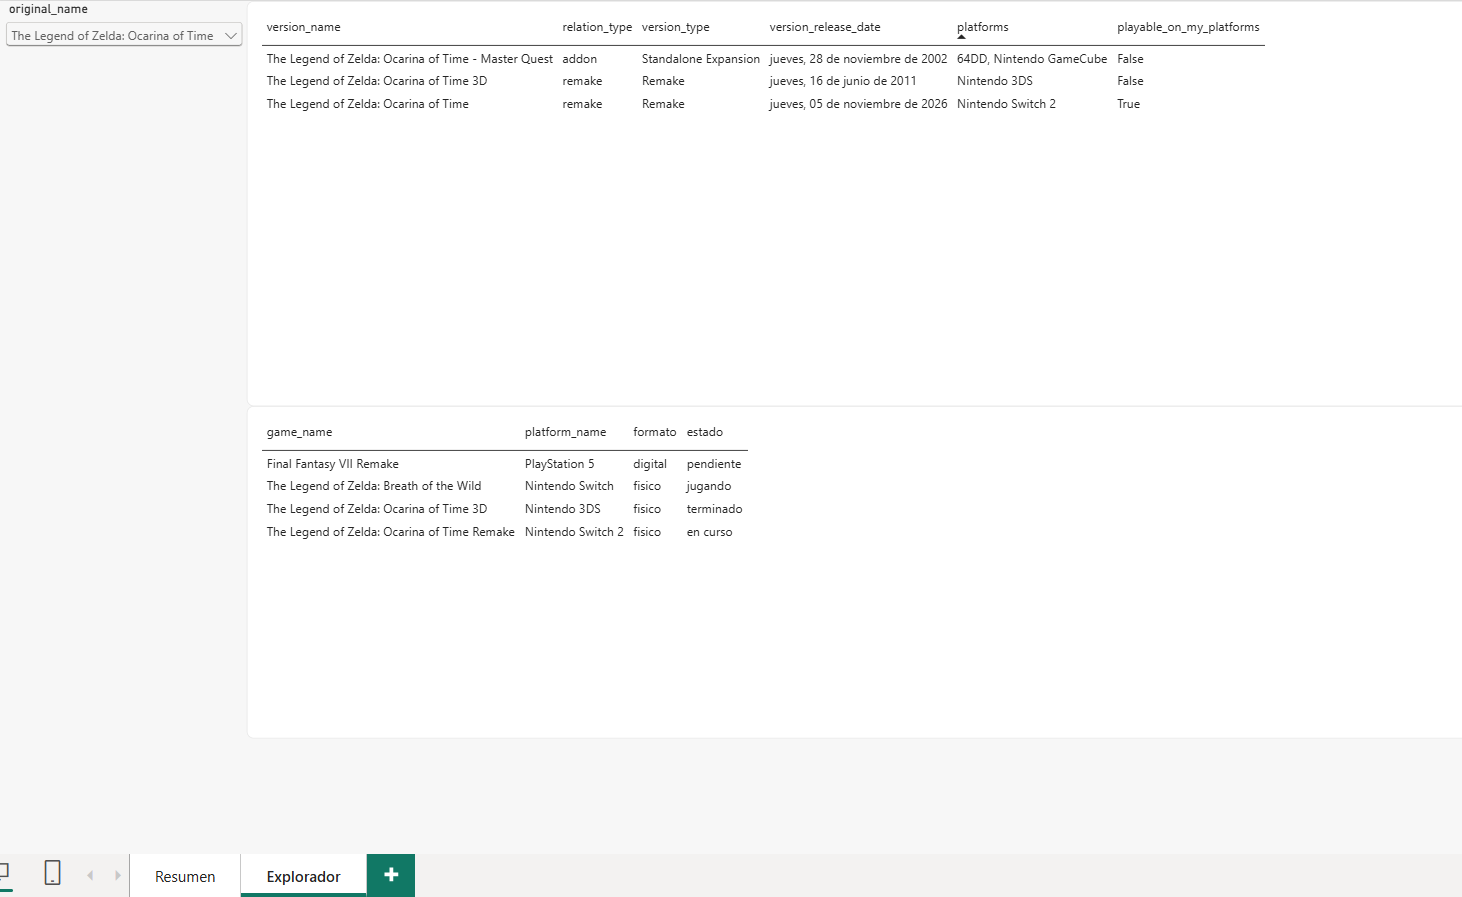 original_name
The Legend of Zelda: Ocarina of Time
version_name relation_type version_type version_release_date platforms playable_on_my_platforms
The Legend of Zelda: Ocarina of Time - Master Quest addon Standalone Expansion jueves, 28 de noviembre de 2002 64DD, Nintendo GameCube False
The Legend of Zelda: Ocarina of Time 3D remake Remake jueves, 16 de junio de 2011 Nintendo 3DS False
The Legend of Zelda: Ocarina of Time remake Remake jueves, 05 de noviembre de 2026 Nintendo Switch 2 True
game_name platform_name formato estado
Final Fantasy VII Remake PlayStation 5 digital pendiente
The Legend of Zelda: Breath of the Wild Nintendo Switch fisico jugando
The Legend of Zelda: Ocarina of Time 3D Nintendo 3DS fisico terminado
The Legend of Zelda: Ocarina of Time Remake Nintendo Switch 2 fisico en curso
Resumen Explorador